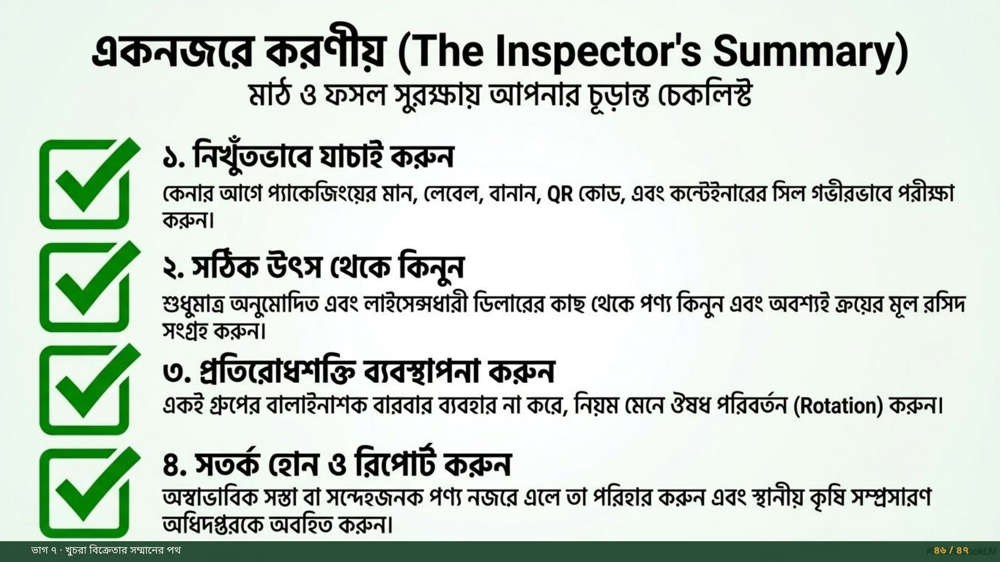 একনজরে করণীয় (The Inspector's Summary)
মাঠ ও ফসল সুরক্ষায় আপনার চূড়ান্ত চেকলিস্ট
১. নিখুঁতভাবে যাচাই করুন
কেনার আগে প্যাকেজিংয়ের মান, লেবেল, বানান, QR কোড, এবং কন্টেইনারের সিল গভীরভাবে পরীক্ষা
করুন।
২. সঠিক উৎস থেকে কিনুন
শুধুমাত্র অনুমোদিত এবং লাইসেন্সধারী ডিলারের কাছ থেকে পণ্য কিনুন এবং অবশ্যই ক্রয়ের মূল রসিদ
সংগ্রহ করুন।
৩. প্রতিরোধশক্তি ব্যবস্থাপনা করুন
একই গ্রুপের বালাইনাশক বারবার ব্যবহার না করে, নিয়ম মেনে ঔষধ পরিবর্তন (Rotation) করুন।
৪. সতর্ক হোন ও রিপোর্ট করুন
অস্বাভাবিক সস্তা বা সন্দেহজনক পণ্য নজরে এলে তা পরিহার করুন এবং স্থানীয় কৃষি সম্প্রসারণ
অধিদপ্তরকে অবহিত করুন।
ভাগ ৭ · খুচরা বিক্রেতার সম্মানের পথ
৪৬ / ৪৭